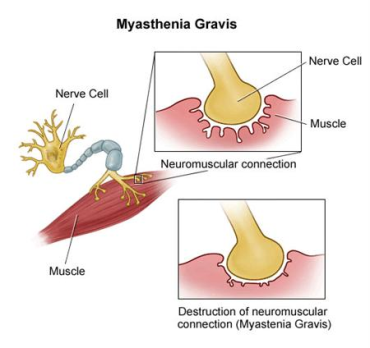 Myasthenia Gravis
Nerve Cell
Nerve Cell
Muscle
Neuromuscular connection
Muscle
Destruction of neuromuscular
connection (Myastenia Gravis)